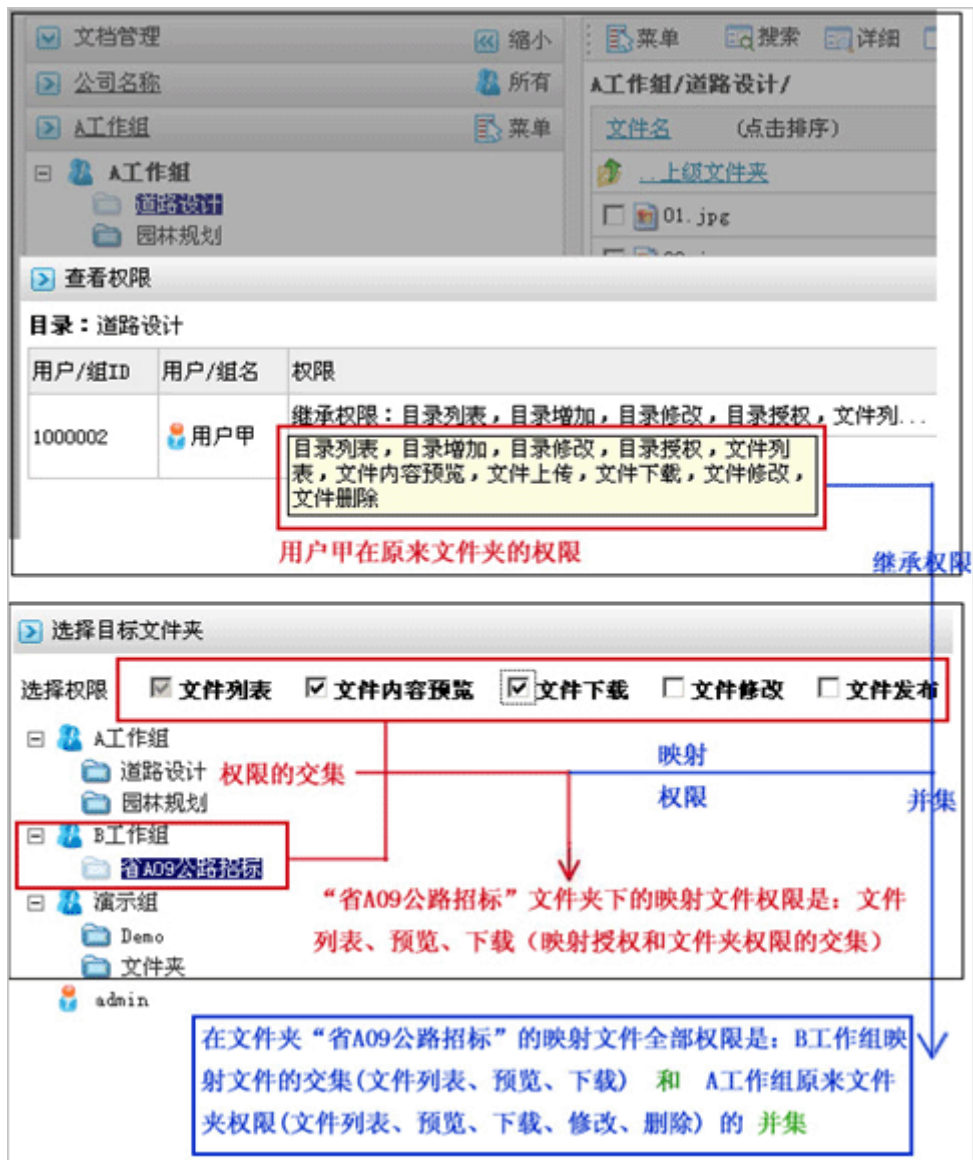 文档管理 缩小 菜单 搜索 详细
公司名称 所有 A工作组/道路设计/
A工作组 菜单 文件名 (点击排序)
A工作组 ..上级文件夹
道路设计 01.jpg
园林规划
查看权限
目录：道路设计
用户/组ID 用户/组名 权限
继承权限：目录列表，目录增加，目录修改，目录授权，文件列...
1000002 用户甲
目录列表，目录增加，目录修改，目录授权，文件列
表，文件内容预览，文件上传，文件下载，文件修改，
文件删除
用户甲在原来文件夹的权限
继承权限
选择目标文件夹
选择权限 文件列表 文件内容预览 文件下载 文件修改 文件发布
A工作组 映射
道路设计 权限的交集
园林规划 权限 并集
B工作组
省A09公路招标
演示组 “省A09公路招标”文件夹下的映射文件权限是：文件
Demo 列表、预览、下载（映射授权和文件夹权限的交集）
文件夹
admin
在文件夹“省A09公路招标”的映射文件全部权限是：B工作组映
射文件的交集(文件列表、预览、下载) 和 A工作组原来文件
夹权限(文件列表、预览、下载、修改、删除) 的 并集